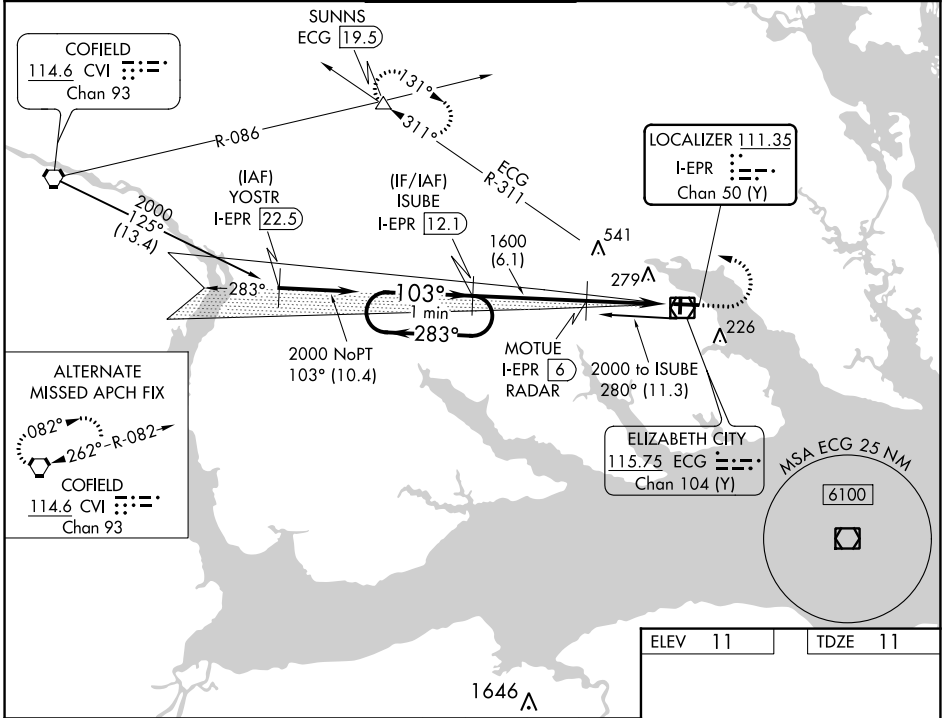 SUNNS
ECG 19.5
COFIELD
114.6 CVI
Chan 93
131°
311°
R-086
LOCALIZER 111.35
I-EPR
Chan 50 (Y)
ECG
R-311
(IAF)
YOSTR
I-EPR 22.5
(IF/IAF)
ISUBE
I-EPR 12.1
2000
125°
(13.4)
1600
(6.1)
541
279
283°
103°
1 min
283°
226
2000 NoPT
103° (10.4)
MOTUE
I-EPR 6
RADAR
2000 to ISUBE
280° (11.3)
ALTERNATE
MISSED APCH FIX
082°
262°
R-082
COFIELD
114.6 CVI
Chan 93
ELIZABETH CITY
115.75 ECG
Chan 104 (Y)
MSA ECG 25 NM
6100
ELEV 11
TDZE 11
1646